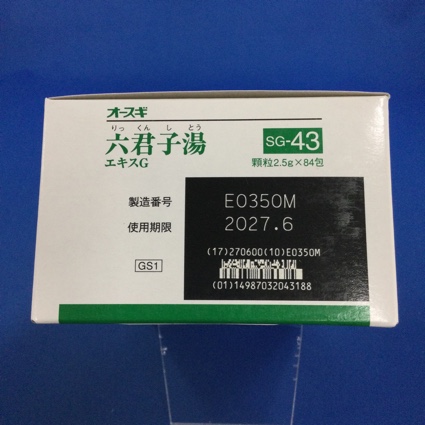 オースギ
りっくんしとう
六君子湯
エキスG
SG-43
顆粒2.5g×84包
製造番号 E0350M
使用期限 2027.6
(17)270600(10)E0350M
GS1
(01)14987032043188